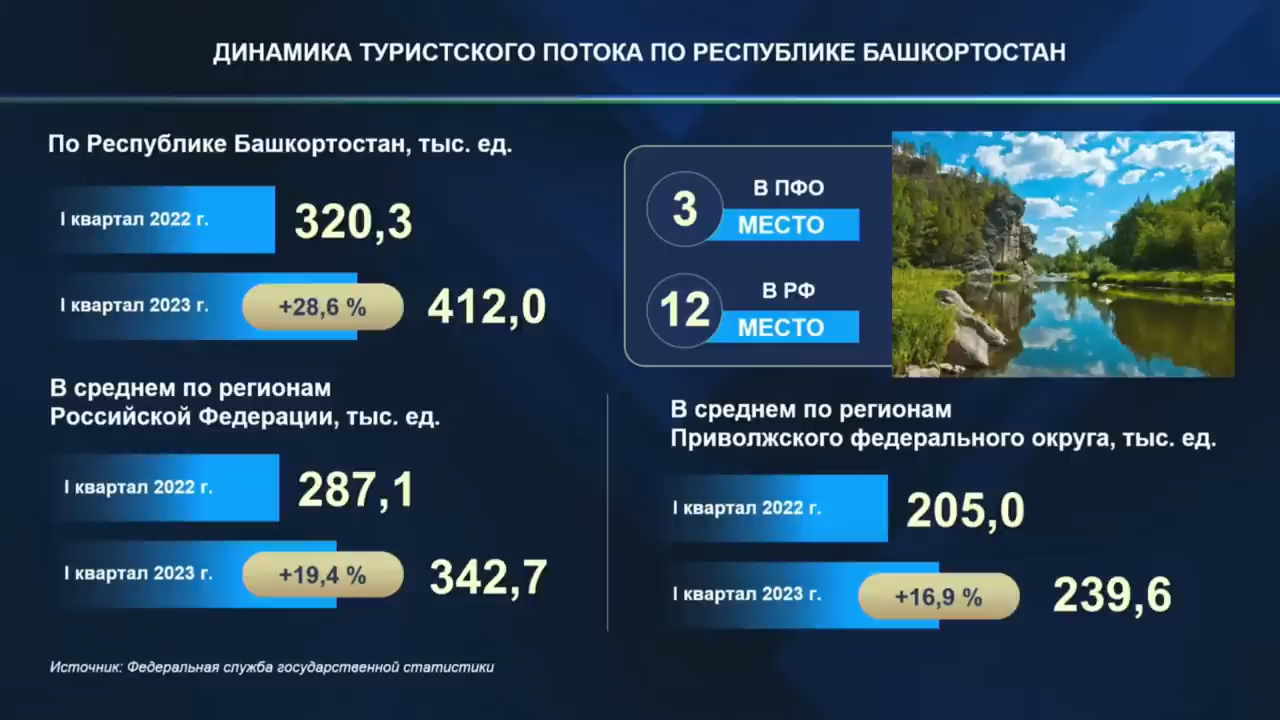 ДИНАМИКА ТУРИСТСКОГО ПОТОКА ПО РЕСПУБЛИКЕ БАШКОРТОСТАН
По Республике Башкортостан, тыс. ед.
I квартал 2022 г.
320,3
I квартал 2023 г.
+28,6 %
412,0
3
В ПФО
МЕСТО
12
В РФ
МЕСТО
В среднем по регионам
Российской Федерации, тыс. ед.
I квартал 2022 г.
287,1
I квартал 2023 г.
+19,4 %
342,7
В среднем по регионам
Приволжского федерального округа, тыс. ед.
I квартал 2022 г.
205,0
I квартал 2023 г.
+16,9 %
239,6
Источник: Федеральная служба государственной статистики